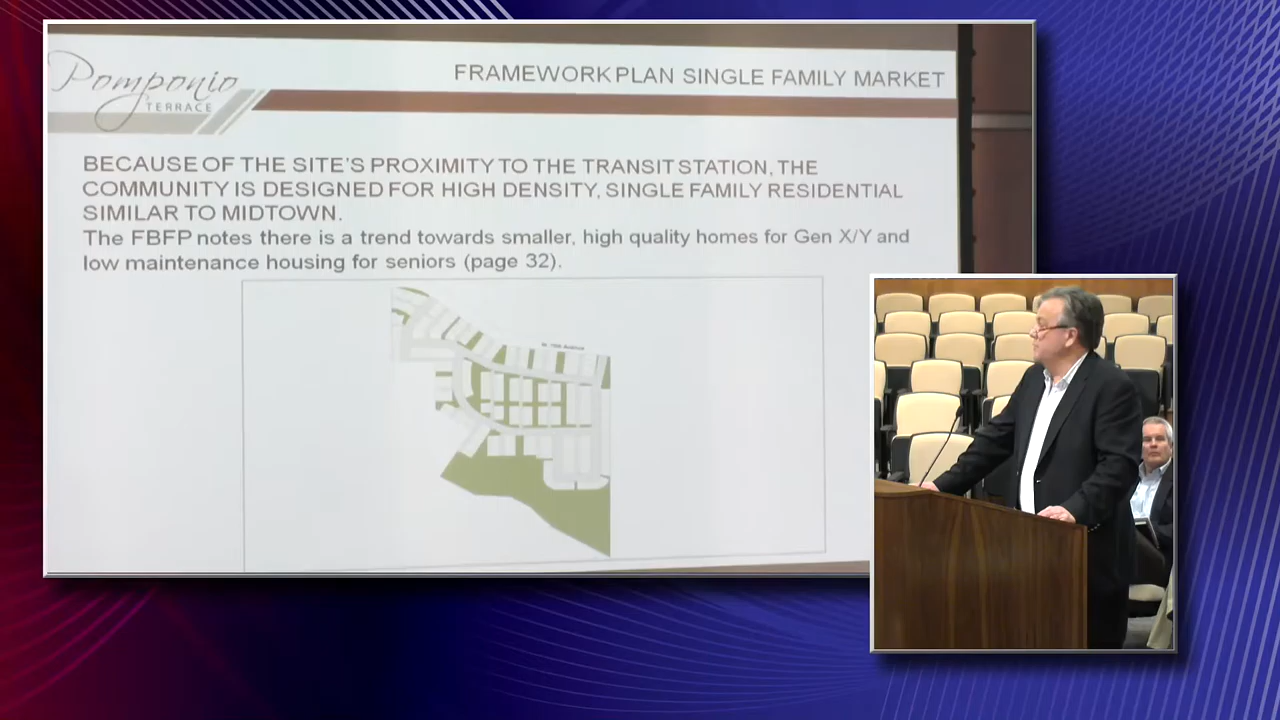 Pomponio
TERRACE
FRAMEWORK PLAN SINGLE FAMILY MARKET
BECAUSE OF THE SITE'S PROXIMITY TO THE TRANSIT STATION, THE
COMMUNITY IS DESIGNED FOR HIGH DENSITY, SINGLE FAMILY RESIDENTIAL
SIMILAR TO MIDTOWN.
The FBFP notes there is a trend towards smaller, high quality homes for Gen X/Y and
low maintenance housing for seniors (page 32).